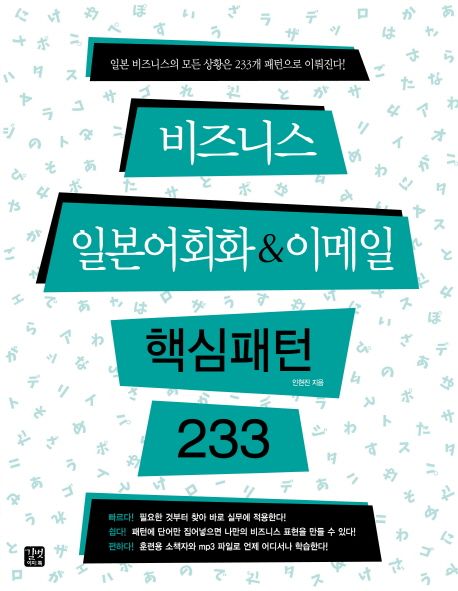 일본 비즈니스의 모든 상황은 233개 패턴으로 이뤄진다!
비즈니스
일본어회화&이메일
핵심패턴
인현진 지음
233
빠르다! 필요한 것부터 찾아 바로 실무에 적용한다!
쉽다! 패턴에 단어만 집어넣으면 나만의 비즈니스 표현을 만들 수 있다!
편하다! 훈련용 소책자와 mp3 파일로 언제 어디서나 학습한다!
길벗
이지:톡